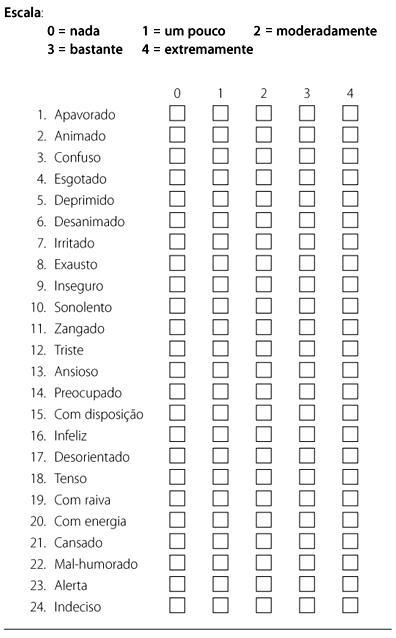 Escala:
0 = nada 1 = um pouco 2 = moderadamente
3 = bastante 4 = extremamente
0 1 2 3 4
1. Apavorado
2. Animado
3. Confuso
4. Esgotado
5. Deprimido
6. Desanimado
7. Irritado
8. Exausto
9. Inseguro
10. Sonolento
11. Zangado
12. Triste
13. Ansioso
14. Preocupado
15. Com disposição
16. Infeliz
17. Desorientado
18. Tenso
19. Com raiva
20. Com energia
21. Cansado
22. Mal-humorado
23. Alerta
24. Indeciso